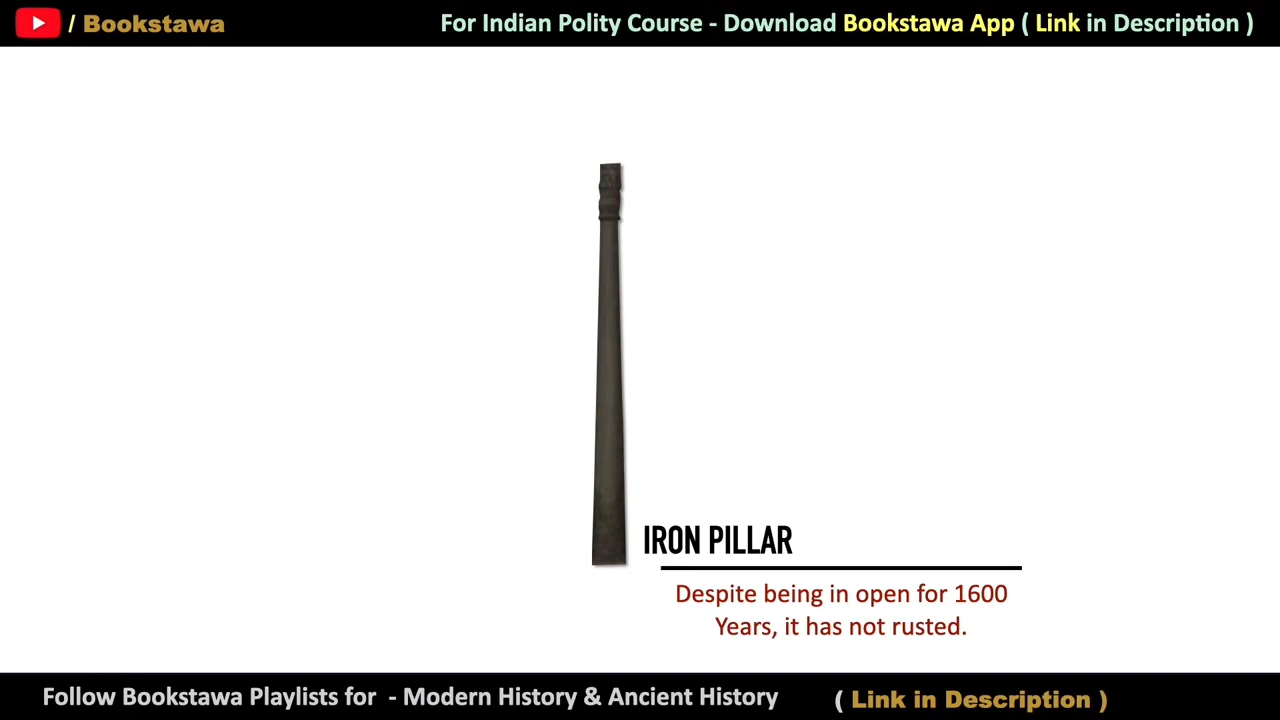 / Bookstawa
For Indian Polity Course - Download Bookstawa App ( Link in Description )
IRON PILLAR
Despite being in open for 1600
Years, it has not rusted.
Follow Bookstawa Playlists for - Modern History & Ancient History
( Link in Description )